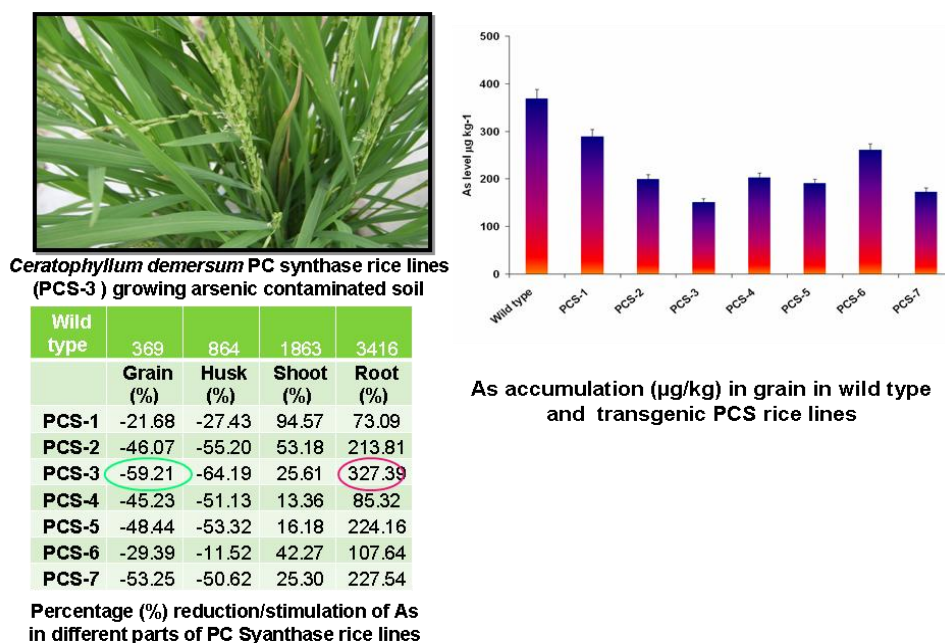 Ceratophyllum demersum PC synthase rice lines
(PCS-3 ) growing arsenic contaminated soil
Wild type 369 864 1863 3416
Grain (%) Husk (%) Shoot (%) Root (%)
PCS-1 -21.68 -27.43 94.57 73.09
PCS-2 -46.07 -55.20 53.18 213.81
PCS-3 -59.21 -64.19 25.61 327.39
PCS-4 -45.23 -51.13 13.36 85.32
PCS-5 -48.44 -53.32 16.18 224.16
PCS-6 -29.39 -11.52 42.27 107.64
PCS-7 -53.25 -50.62 25.30 227.54
Percentage (%) reduction/stimulation of As
in different parts of PC Syanthase rice lines
As level µg kg-1
500
400
300
200
100
0
Wild type PCS-1 PCS-2 PCS-3 PCS-4 PCS-5 PCS-6 PCS-7
As accumulation (µg/kg) in grain in wild type
and transgenic PCS rice lines